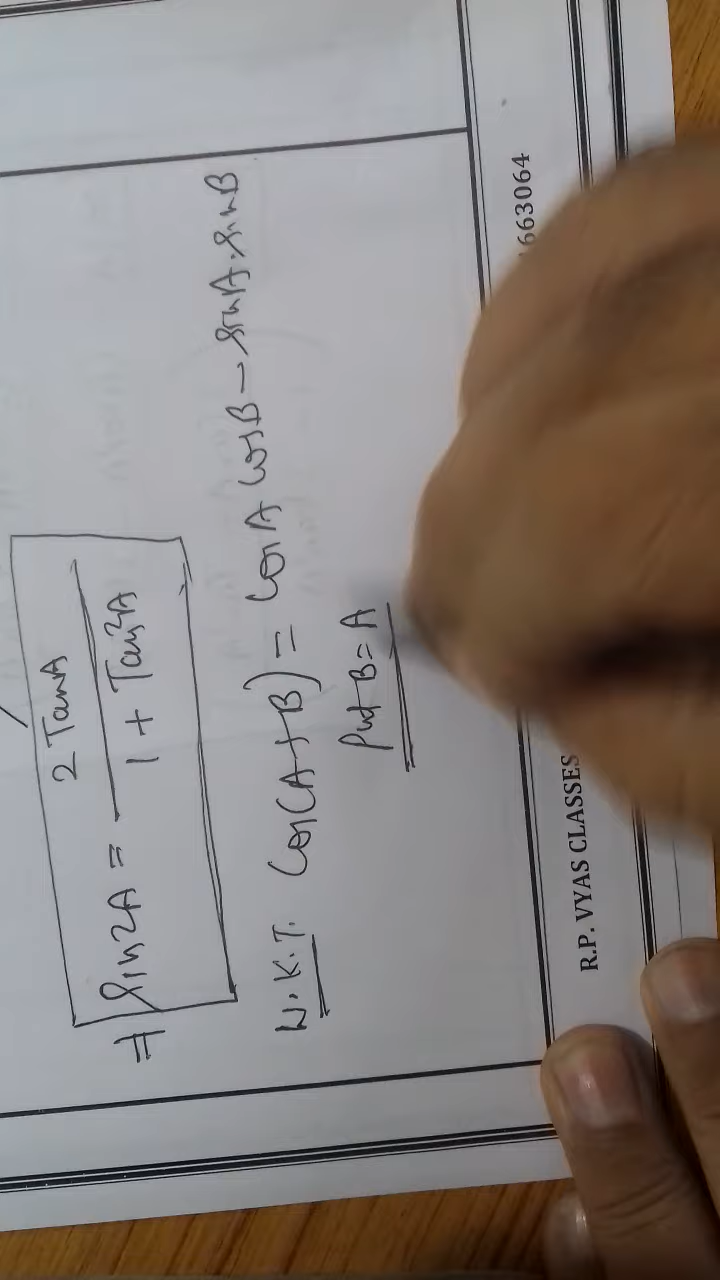 ⇒ Sin2A = 2 TanA / 1 + Tan²A
W.K.T. Cos(A+B) = CosA CosB - SinA.SinB
Put B=A
R.P. VYAS CLASSES
663064